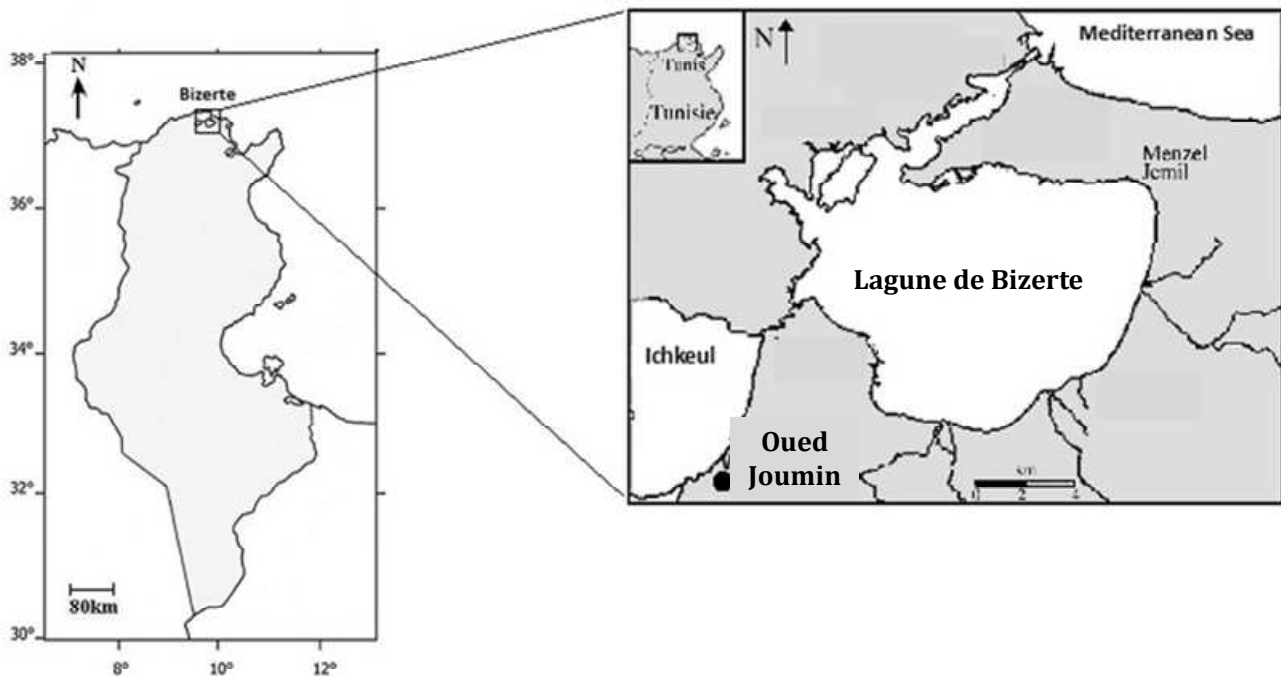 38°
N
Bizerte
36°
34°
32°
80km
30°
8°
10°
12°
N
Tunis
Tunisie
Mediterranean Sea
Menzel
Jemil
Lagune de Bizerte
Ichkeul
Oued
Joumin
km
0 2 4